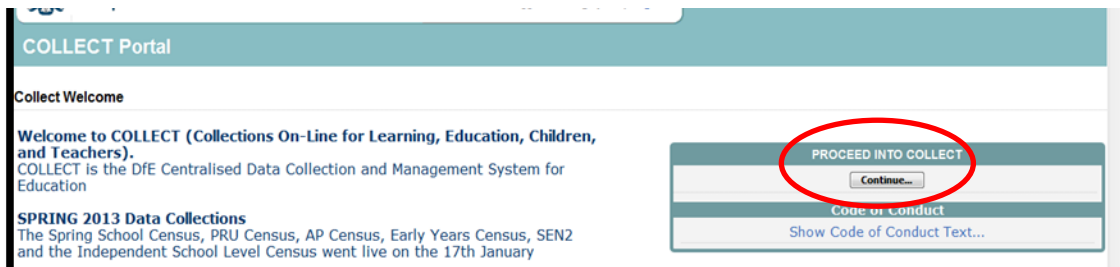 COLLECT Portal
Collect Welcome
Welcome to COLLECT (Collections On-Line for Learning, Education, Children,
and Teachers).
COLLECT is the DfE Centralised Data Collection and Management System for
Education
SPRING 2013 Data Collections
The Spring School Census, PRU Census, AP Census, Early Years Census, SEN2
and the Independent School Level Census went live on the 17th January
PROCEED INTO COLLECT
Continue...
Code of Conduct
Show Code of Conduct Text...